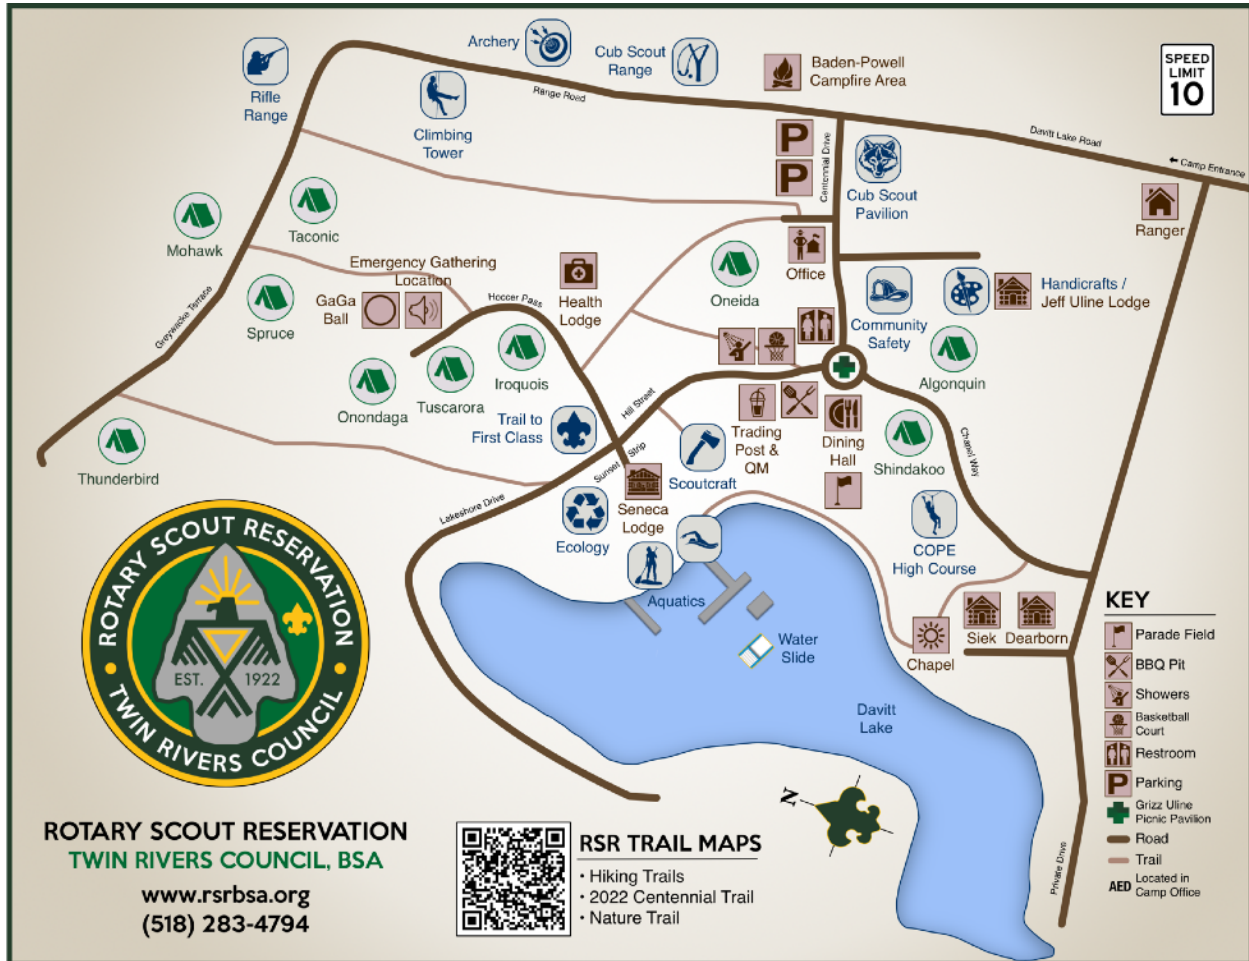 Archery
Cub Scout
Range
Baden-Powell
Campfire Area
SPEED
LIMIT
10
Rifle
Range
Range Road
Climbing
Tower
P
P
Centennial Drive
Davitt Lake Road
Camp Entrance
Cub Scout
Pavilion
Ranger
Mohawk
Taconic
Emergency Gathering
Location
Health
Lodge
Office
Oneida
Handicrafts /
Jeff Uline Lodge
Greywacke Terrace
Spruce
GaGa
Ball
Hoccer Pass
Community
Safety
Iroquois
Algonquin
Onondaga
Tuscarora
Hill Street
Trail to
First Class
Trading
Post &
QM
Dining
Hall
Shindakoo
Chapel Way
Thunderbird
Sunset Strip
Scoutcraft
Lakeshore Drive
Seneca
Lodge
Ecology
COPE
High Course
Aquatics
Water
Slide
Chapel
Siek
Dearborn
Davitt
Lake
Private Drive
N
ROTARY SCOUT RESERVATION
EST. 1922
TWIN RIVERS COUNCIL
KEY
Parade Field
BBQ Pit
Showers
Basketball
Court
Restroom
P Parking
Grizz Uline
Picnic Pavilion
Road
Trail
AED Located in
Camp Office
ROTARY SCOUT RESERVATION
TWIN RIVERS COUNCIL, BSA
www.rsrbsa.org
(518) 283-4794
RSR TRAIL MAPS
• Hiking Trails
• 2022 Centennial Trail
• Nature Trail